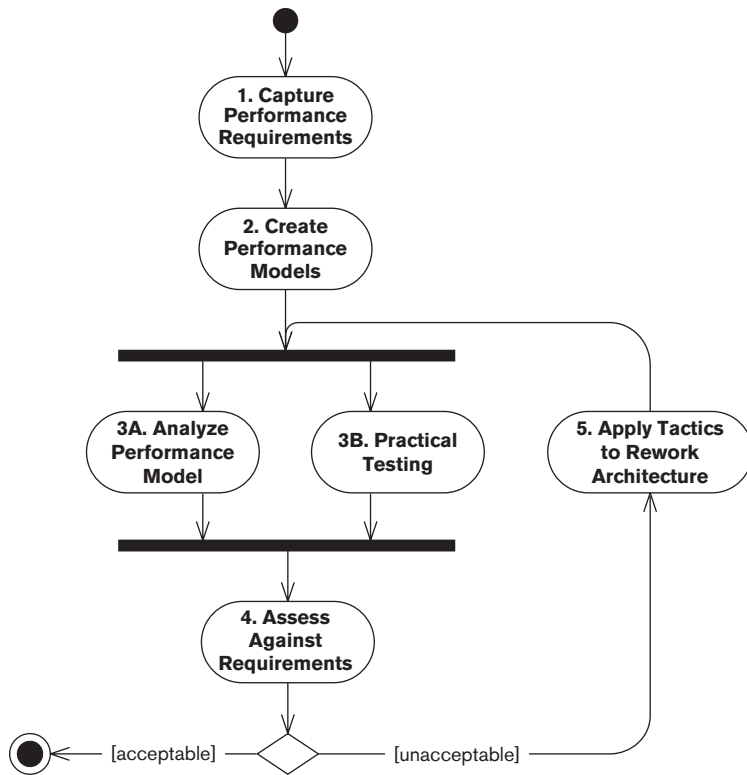 1. Capture
Performance
Requirements
2. Create
Performance
Models
3A. Analyze
Performance
Model
3B. Practical
Testing
5. Apply Tactics
to Rework
Architecture
4. Assess
Against
Requirements
[acceptable]
[unacceptable]